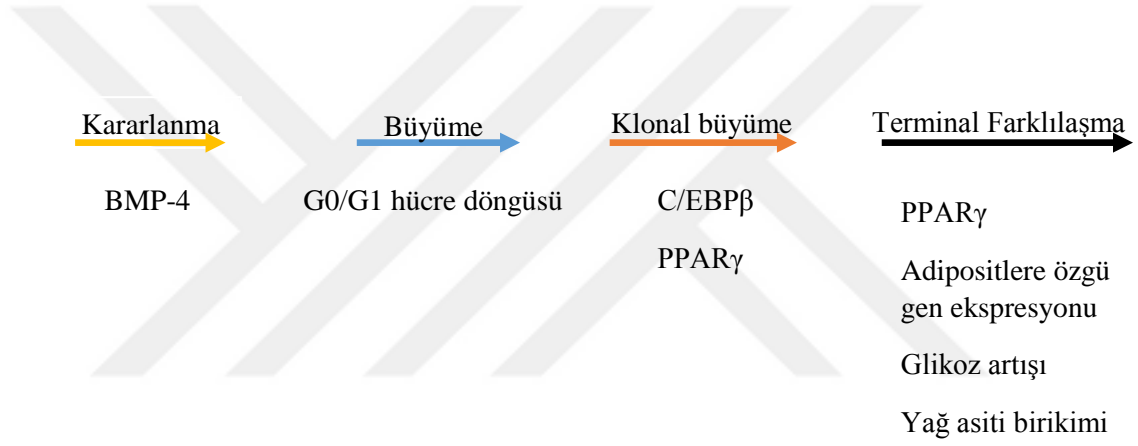 Kararlanma
BMP-4
Büyüme
G0/G1 hücre döngüsü
Klonal büyüme
C/EBPβ
PPARγ
Terminal Farklılaşma
PPARγ
Adipositlere özgü
gen ekspresyonu
Glikoz artışı
Yağ asiti birikimi